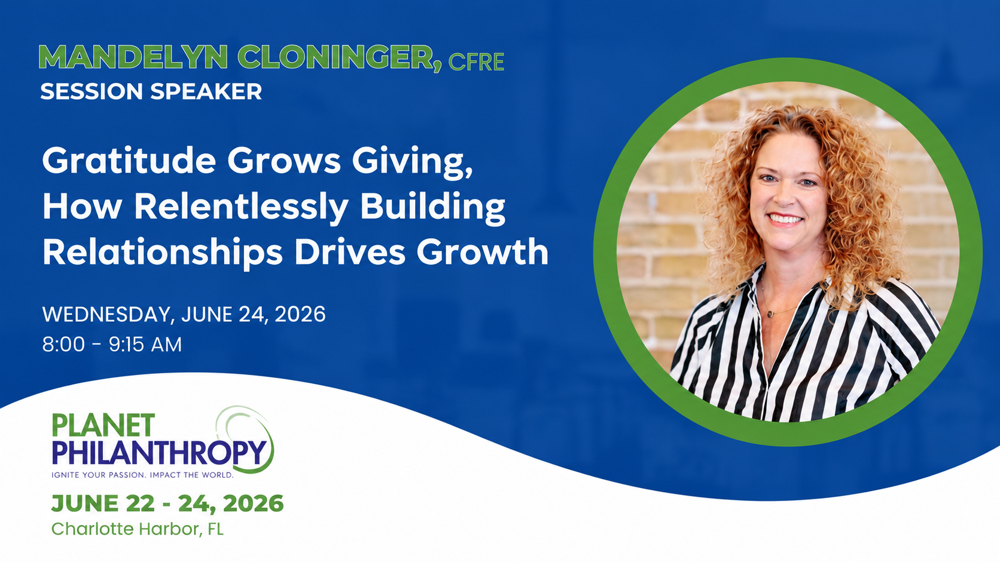 MANDELYN CLONINGER, CFRE
SESSION SPEAKER
Gratitude Grows Giving,
How Relentlessly Building
Relationships Drives Growth
WEDNESDAY, JUNE 24, 2026
8:00 - 9:15 AM
PLANET
PHILANTHROPY
IGNITE YOUR PASSION. IMPACT THE WORLD.
JUNE 22 - 24, 2026
Charlotte Harbor, FL